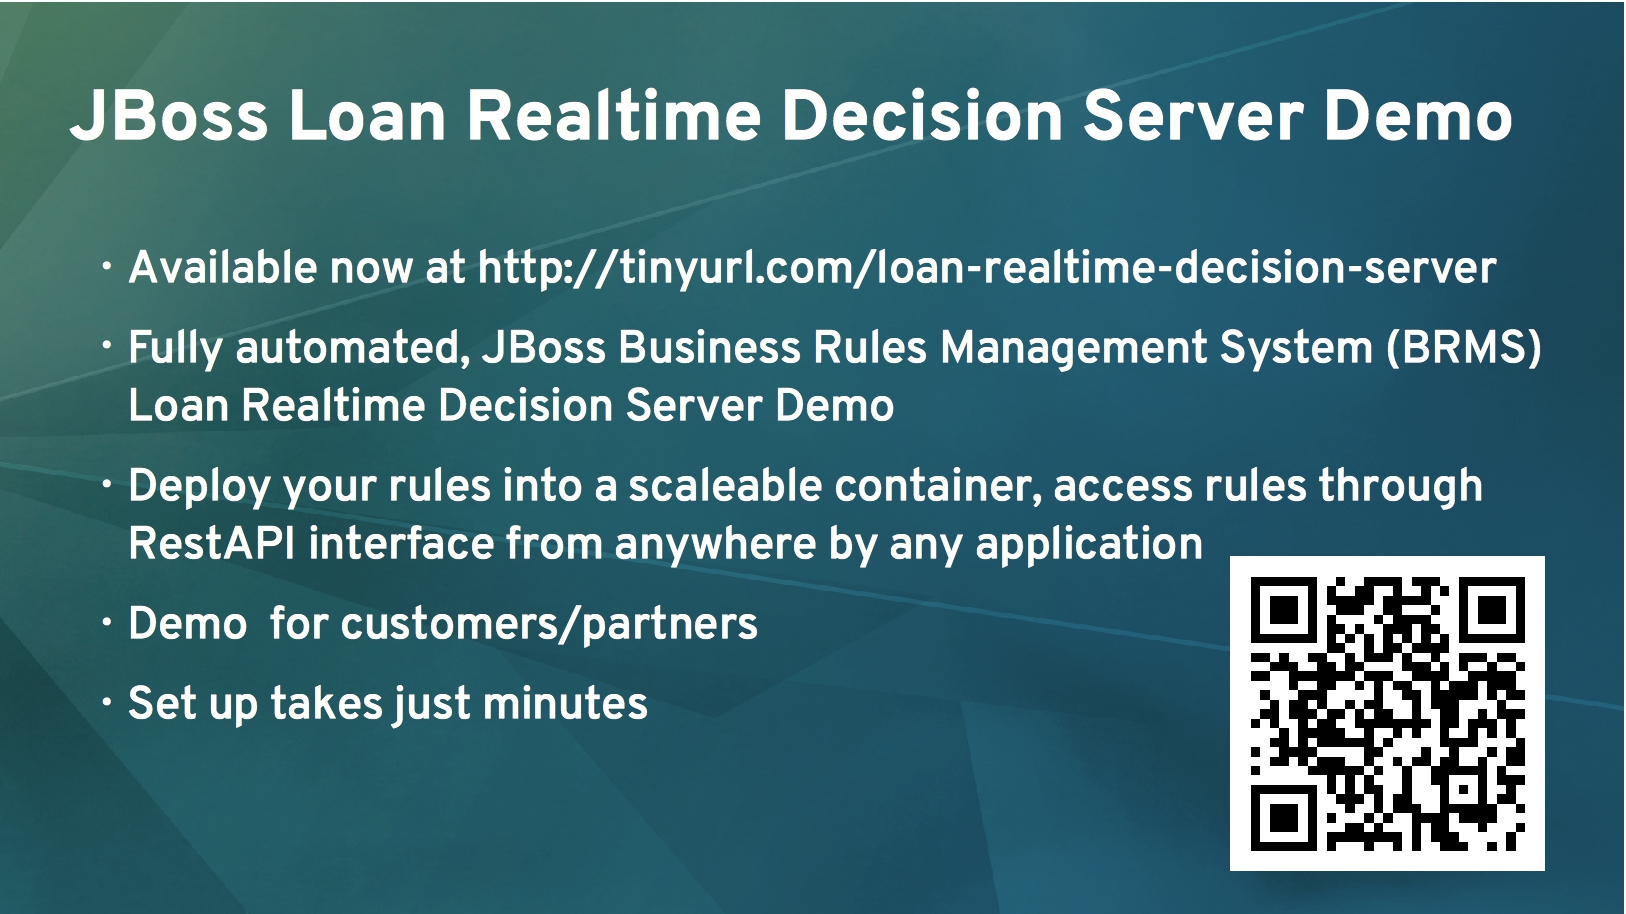 JBoss Loan Realtime Decision Server Demo
• Available now at http://tinyurl.com/loan-realtime-decision-server
• Fully automated, JBoss Business Rules Management System (BRMS)
Loan Realtime Decision Server Demo
• Deploy your rules into a scaleable container, access rules through
RestAPI interface from anywhere by any application
• Demo  for customers/partners
• Set up takes just minutes